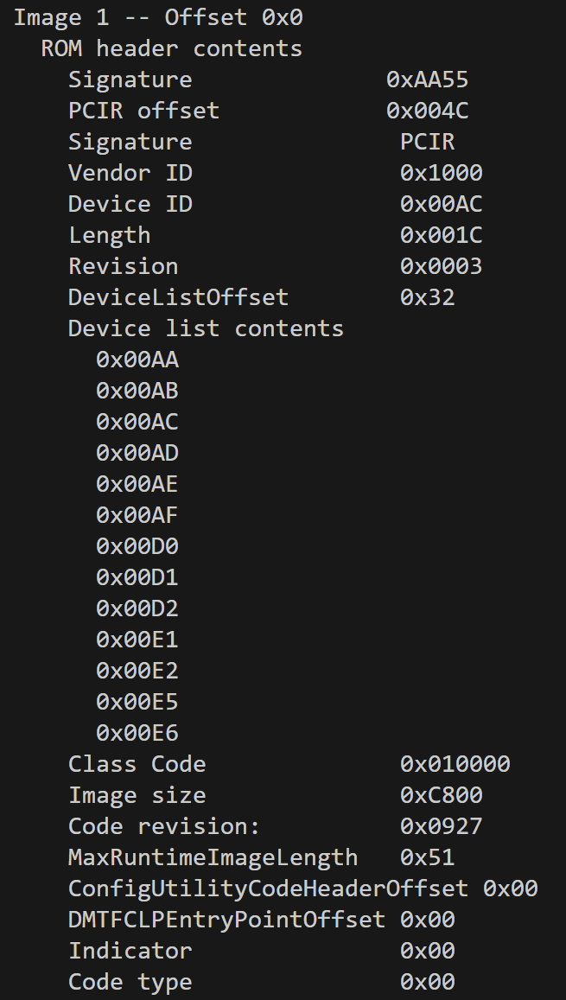 Image 1 -- Offset 0x0
ROM header contents
Signature 0xAA55
PCIR offset 0x004C
Signature PCIR
Vendor ID 0x1000
Device ID 0x00AC
Length 0x001C
Revision 0x0003
DeviceListOffset 0x32
Device list contents
0x00AA
0x00AB
0x00AC
0x00AD
0x00AE
0x00AF
0x00D0
0x00D1
0x00D2
0x00E1
0x00E2
0x00E5
0x00E6
Class Code 0x010000
Image size 0xC800
Code revision: 0x0927
MaxRuntimeImageLength 0x51
ConfigUtilityCodeHeaderOffset 0x00
DMTFCLPEntryPointOffset 0x00
Indicator 0x00
Code type 0x00